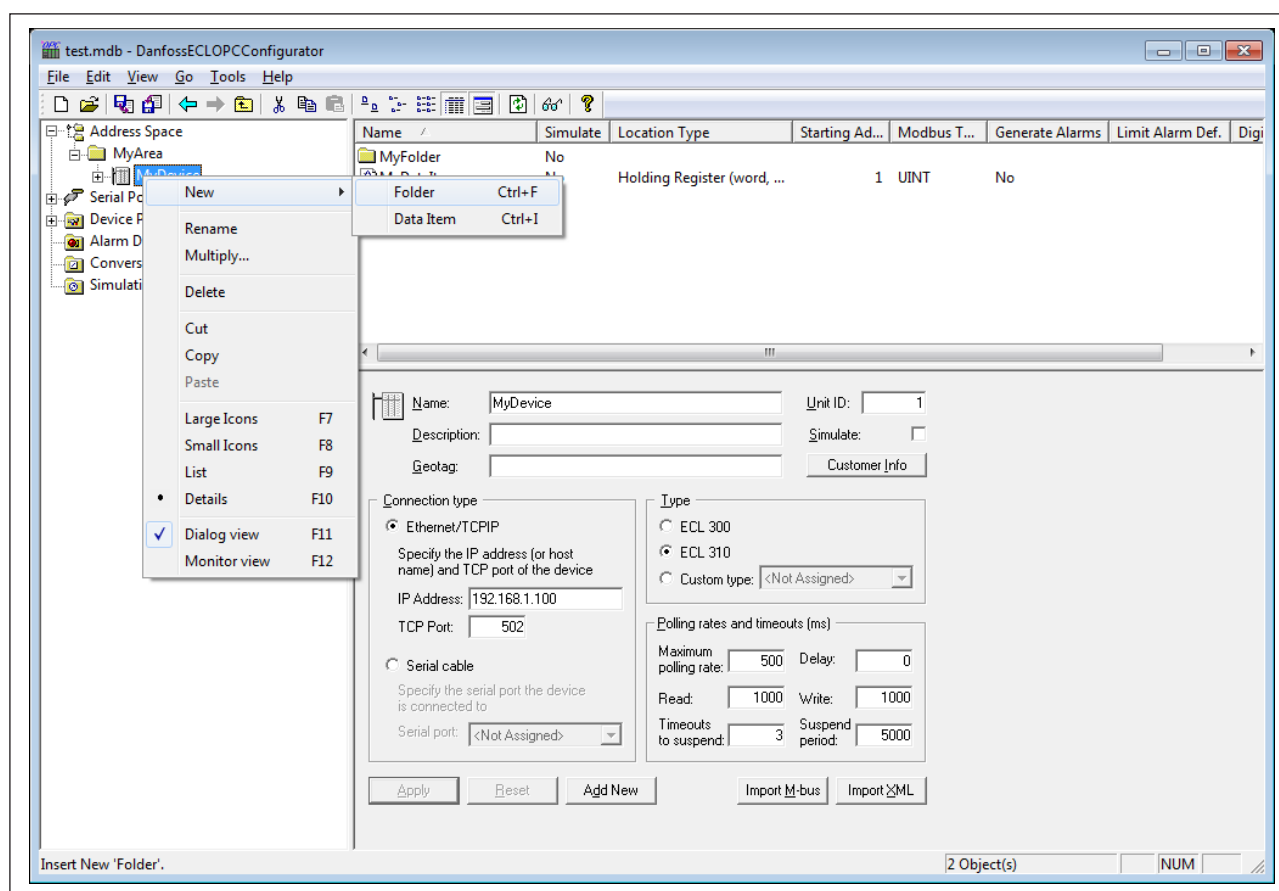 test.mdb - DanfossECLOPCConfigurator
File Edit View Go Tools Help
Address Space
MyArea
MyDevice
Serial Po
Device P
Alarm D
Convers
Simulati
Name / Simulate Location Type Starting Ad... Modbus T... Generate Alarms Limit Alarm Def. Digi
MyFolder No
Holding Register (word, ... 1 UINT No
New
Folder Ctrl+F
Data Item Ctrl+I
Rename
Multiply...
Delete
Cut
Copy
Paste
Large Icons F7
Small Icons F8
List F9
Details F10
Dialog view F11
Monitor view F12
Name: MyDevice Unit ID: 1
Description: Simulate:
Geotag: Customer Info
Connection type
Ethernet/TCPIP
Specify the IP address (or host
name) and TCP port of the device
IP Address: 192.168.1.100
TCP Port: 502
Serial cable
Specify the serial port the device
is connected to
Serial port: <Not Assigned>
Type
ECL 300
ECL 310
Custom type: <Not Assigned>
Polling rates and timeouts (ms)
Maximum
polling rate: 500 Delay: 0
Read: 1000 Write: 1000
Timeouts
to suspend: 3 Suspend
period: 5000
Apply Reset Add New Import M-bus Import XML
Insert New 'Folder'. 2 Object(s) NUM